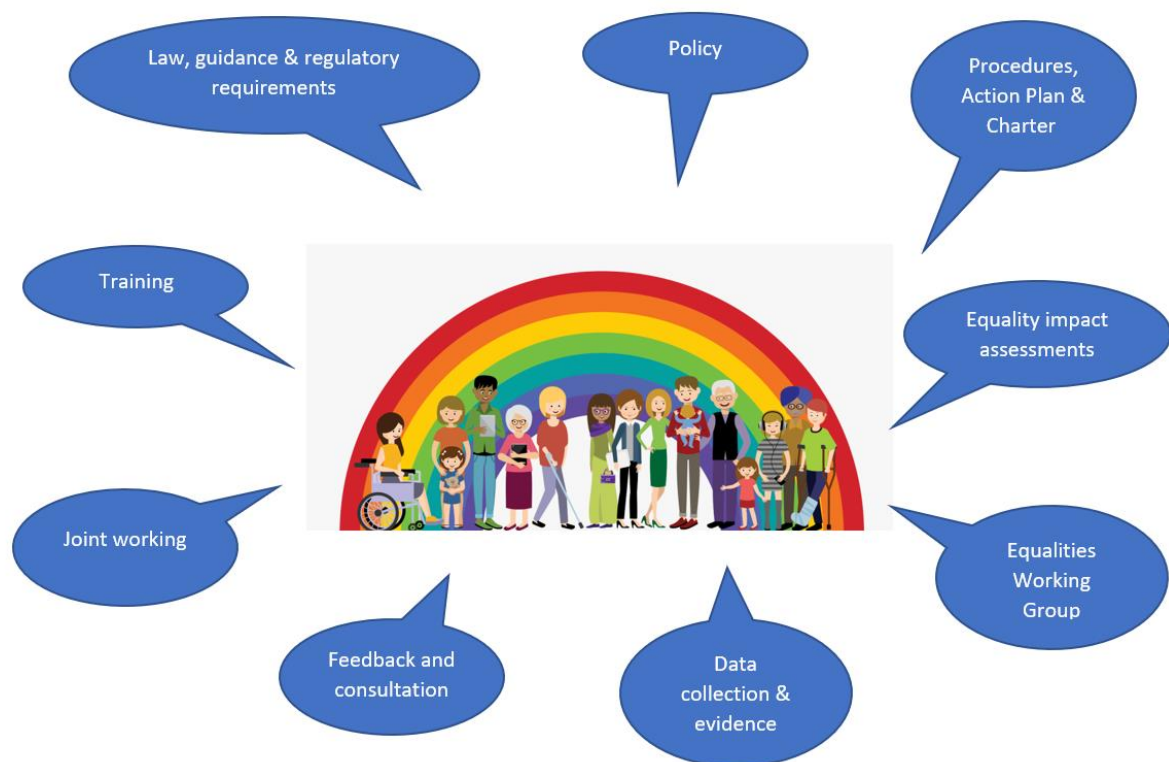 Law, guidance & regulatory
requirements
Policy
Procedures,
Action Plan &
Charter
Training
Equality impact
assessments
Joint working
Equalities
Working
Group
Feedback and
consultation
Data
collection &
evidence